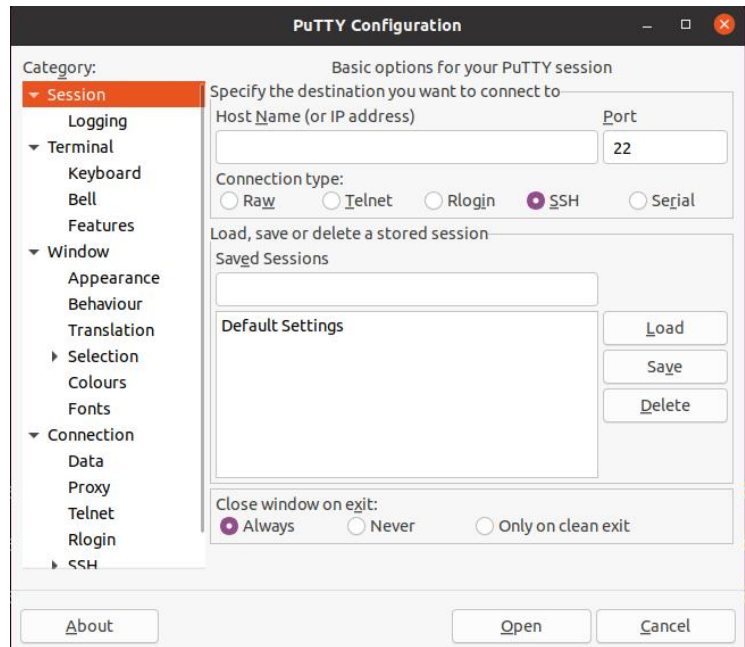 PuTTY Configuration
Category:
Session
Logging
Terminal
Keyboard
Bell
Features
Window
Appearance
Behaviour
Translation
Selection
Colours
Fonts
Connection
Data
Proxy
Telnet
Rlogin
SSH
Basic options for your PuTTY session
Specify the destination you want to connect to
Host Name (or IP address) Port
22
Connection type:
Raw Telnet Rlogin SSH Serial
Load, save or delete a stored session
Saved Sessions
Default Settings
Load
Save
Delete
Close window on exit:
Always Never Only on clean exit
About Open Cancel